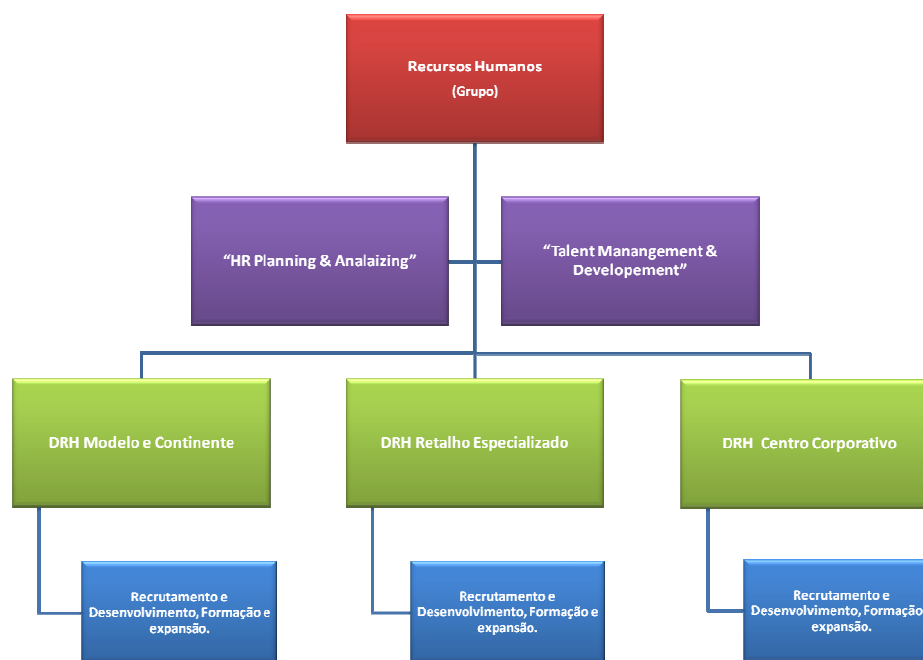 Recursos Humanos
(Grupo)
“HR Planning & Analaizing”
“Talent Manangement &
Developement”
DRH Modelo e Continente
DRH Retalho Especializado
DRH Centro Corporativo
Recrutamento e
Desenvolvimento, Formação e
expansão.
Recrutamento e
Desenvolvimento, Formação e
expansão.
Recrutamento e
Desenvolvimento, Formação e
expansão.